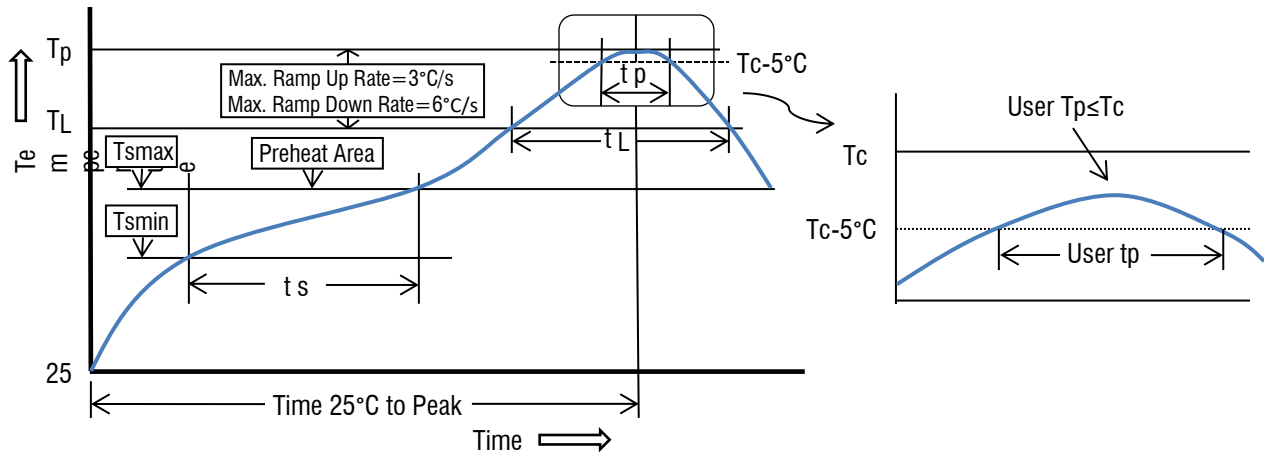 Tp
Max. Ramp Up Rate=3°C/s
Max. Ramp Down Rate=6°C/s
t p
Tc-5°C
TL
t L
Tsmax
Preheat Area
Tsmin
t s
25
Time 25°C to Peak
Time
User Tp≤Tc
Tc
Tc-5°C
User tp